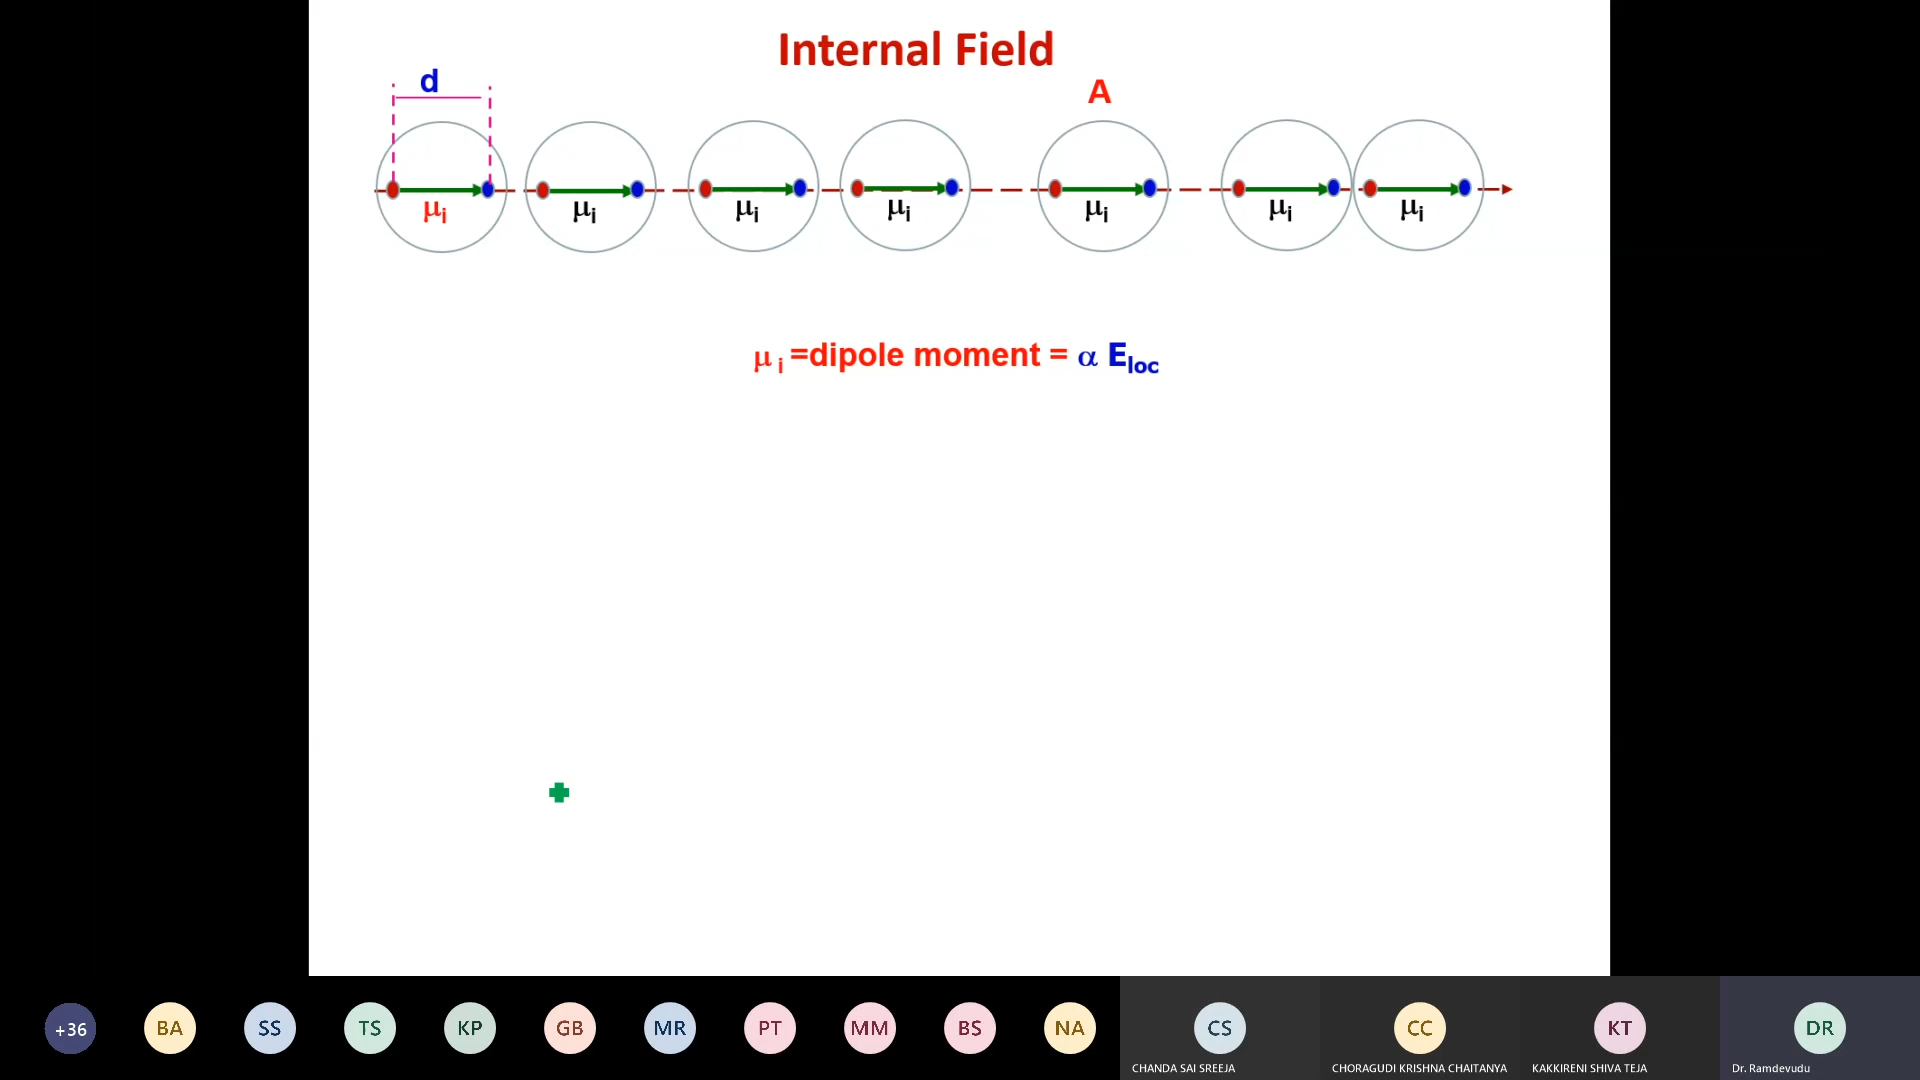 Internal Field
d
A
μi μi μi μi μi μi μi
μ i =dipole moment = α Eloc
+36 BA SS TS KP GB MR PT MM BS NA CS CC KT DR
CHANDA SAI SREEJA CHORAGUDI KRISHNA CHAITANYA KAKKIRENI SHIVA TEJA Dr. Ramdevudu